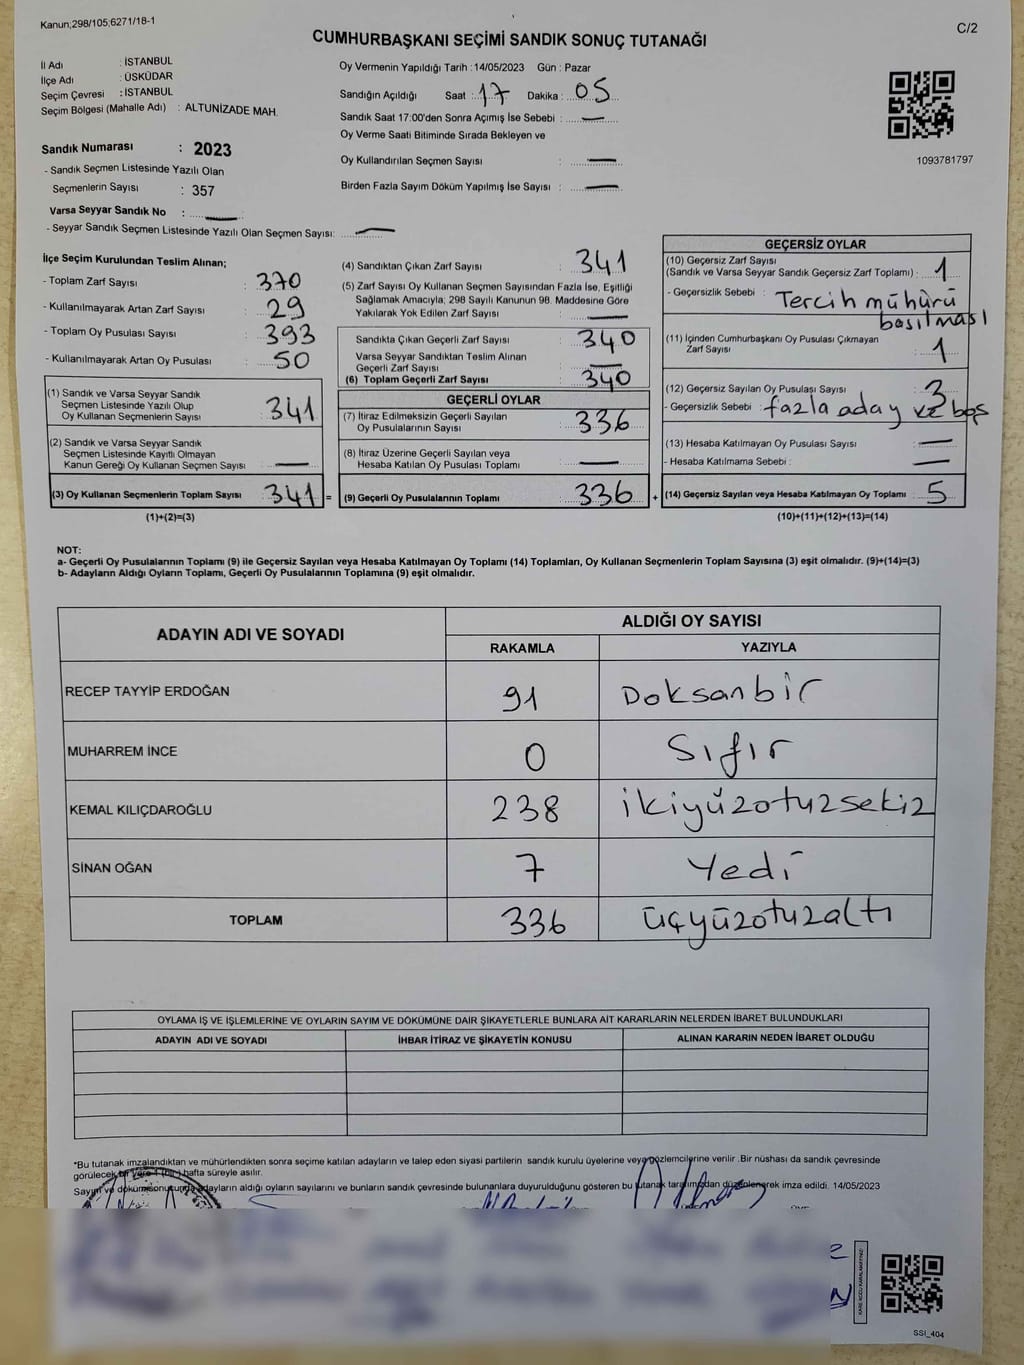 Kanun;298/105;6271/18-1
C/2
CUMHURBAŞKANI SEÇİMİ SANDIK SONUÇ TUTANAĞI
İl Adı : İSTANBUL
İlçe Adı : ÜSKÜDAR
Seçim Çevresi : İSTANBUL
Seçim Bölgesi (Mahalle Adı) : ALTUNİZADE MAH.
Sandık Numarası : 2023
- Sandık Seçmen Listesinde Yazılı Olan
Seçmenlerin Sayısı : 357
Varsa Seyyar Sandık No : —
- Seyyar Sandık Seçmen Listesinde Yazılı Olan Seçmen Sayısı: —
Oy Vermenin Yapıldığı Tarih :14/05/2023 Gün : Pazar
Sandığın Açıldığı Saat : 17 Dakika : 05
Sandık Saat 17:00'den Sonra Açımış İse Sebebi : —
Oy Verme Saati Bitiminde Sırada Bekleyen ve
Oy Kullandırılan Seçmen Sayısı : —
Birden Fazla Sayım Döküm Yapılmış İse Sayısı : —
1093781797
İlçe Seçim Kurulundan Teslim Alınan;
- Toplam Zarf Sayısı : 370
- Kullanılmayarak Artan Zarf Sayısı : 29
- Toplam Oy Pusulası Sayısı : 393
- Kullanılmayarak Artan Oy Pusulası : 50
(1) Sandık ve Varsa Seyyar Sandık
Seçmen Listesinde Yazılı Olup
Oy Kullanan Seçmenlerin Sayısı : 341
(2) Sandık ve Varsa Seyyar Sandık
Seçmen Listesinde Kayıtlı Olmayan
Kanun Gereği Oy Kullanan Seçmen Sayısı : —
(3) Oy Kullanan Seçmenlerin Toplam Sayısı : 341 =
(1)+(2)=(3)
(4) Sandıktan Çıkan Zarf Sayısı : 341
(5) Zarf Sayısı Oy Kullanan Seçmen Sayısından Fazla İse, Eşitliği
Sağlamak Amacıyla; 298 Sayılı Kanunun 98. Maddesine Göre
Yakılarak Yok Edilen Zarf Sayısı : —
Sandıkta Çıkan Geçerli Zarf Sayısı : 340
Varsa Seyyar Sandıktan Teslim Alınan
Geçerli Zarf Sayısı : —
(6) Toplam Geçerli Zarf Sayısı : 340
GEÇERLİ OYLAR
(7) İtiraz Edilmeksizin Geçerli Sayılan
Oy Pusulalarının Sayısı : 336
(8) İtiraz Üzerine Geçerli Sayılan veya
Hesaba Katılan Oy Pusulası Toplamı : —
(9) Geçerli Oy Pusulalarının Toplamı : 336 +
GEÇERSİZ OYLAR
(10) Geçersiz Zarf Sayısı
(Sandık ve Varsa Seyyar Sandık Geçersiz Zarf Toplamı) : 1
- Geçersizlik Sebebi : Tercih mühürü
basılması
(11) İçinden Cumhurbaşkanı Oy Pusulası Çıkmayan
Zarf Sayısı : 1
(12) Geçersiz Sayılan Oy Pusulası Sayısı : 3
- Geçersizlik Sebebi : fazla aday ve boş
(13) Hesaba Katılmayan Oy Pusulası Sayısı : —
- Hesaba Katılmama Sebebi : —
(14) Geçersiz Sayılan veya Hesaba Katılmayan Oy Toplamı : 5
(10)+(11)+(12)+(13)=(14)
NOT:
a- Geçerli Oy Pusulalarının Toplamı (9) ile Geçersiz Sayılan veya Hesaba Katılmayan Oy Toplamı (14) Toplamları, Oy Kullanan Seçmenlerin Toplam Sayısına (3) eşit olmalıdır. (9)+(14)=(3)
b- Adayların Aldığı Oyların Toplamı, Geçerli Oy Pusulalarının Toplamına (9) eşit olmalıdır.
ADAYIN ADI VE SOYADI
ALDIĞI OY SAYISI
RAKAMLA YAZIYLA
RECEP TAYYİP ERDOĞAN 91 Doksanbir
MUHARREM İNCE 0 Sıfır
KEMAL KILIÇDAROĞLU 238 ikiyüzotuzsekiz
SİNAN OĞAN 7 Yedi
TOPLAM 336 üçyüzotuzaltı
OYLAMA İŞ VE İŞLEMLERİNE VE OYLARIN SAYIM VE DÖKÜMÜNE DAİR ŞİKAYETLERLE BUNLARA AİT KARARLARIN NELERDEN İBARET BULUNDUKLARI
ADAYIN ADI VE SOYADI İHBAR İTİRAZ VE ŞİKAYETİN KONUSU ALINAN KARARIN NEDEN İBARET OLDUĞU
*Bu tutanak imzalandıktan ve mühürlendikten sonra seçime katılan adayların ve talep eden siyasi partilerin sandık kurulu üyelerine veya gözlemcilerine verilir .Bir nüshası da sandık çevresinde
görülecek bir yere 1 (bir) hafta süreyle asılır.
Sayım ve döküm sonucunda adayların aldığı oyların sayılarını ve bunların sandık çevresinde bulunanlara duyurulduğunu gösteren bu tutanak tarafımızdan düzenlenerek imza edildi. 14/05/2023
SSI_404